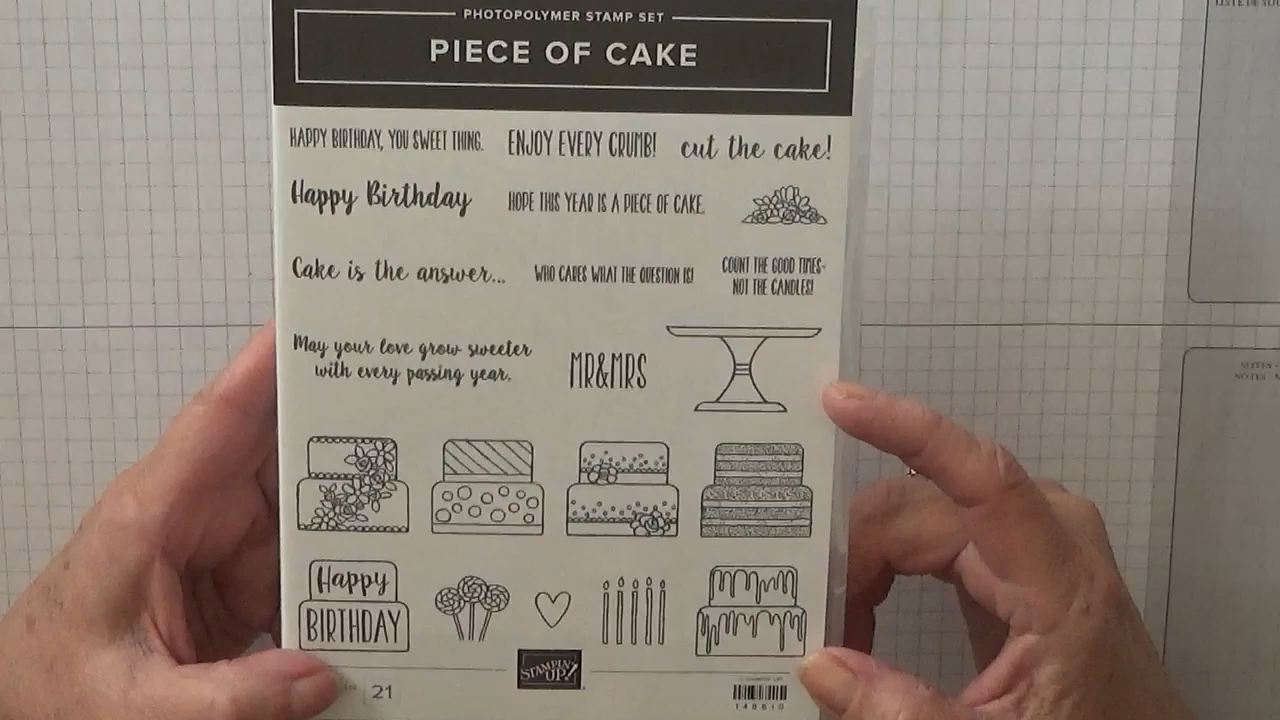 PHOTOPOLYMER STAMP SET
PIECE OF CAKE
HAPPY BIRTHDAY, YOU SWEET THING.
ENJOY EVERY CRUMB!
cut the cake!
Happy Birthday
HOPE THIS YEAR IS A PIECE OF CAKE.
Cake is the answer...
WHO CARES WHAT THE QUESTION IS!
COUNT THE GOOD TIMES-
NOT THE CANDLES!
May your love grow sweeter
with every passing year.
MR&MRS
Happy
BIRTHDAY
STAMPIN'
UP!
21
148610
NOTES